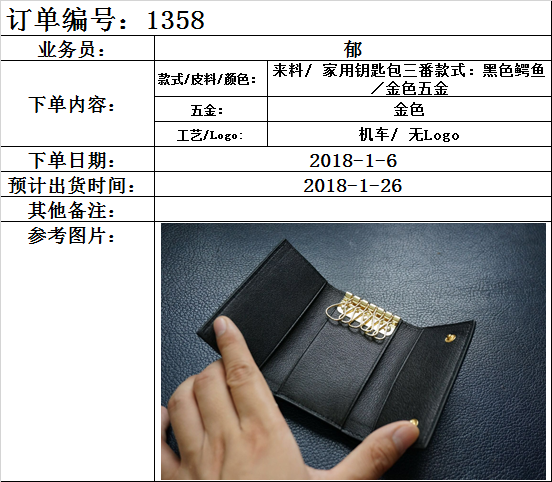 订单编号：1358
业务员：
郁
下单内容：
款式/皮料/颜色：
来料/ 家用钥匙包三番款式：黑色鳄鱼
/金色五金
五金：
金色
工艺/Logo:
机车/ 无Logo
下单日期：
2018-1-6
预计出货时间：
2018-1-26
其他备注：
参考图片：